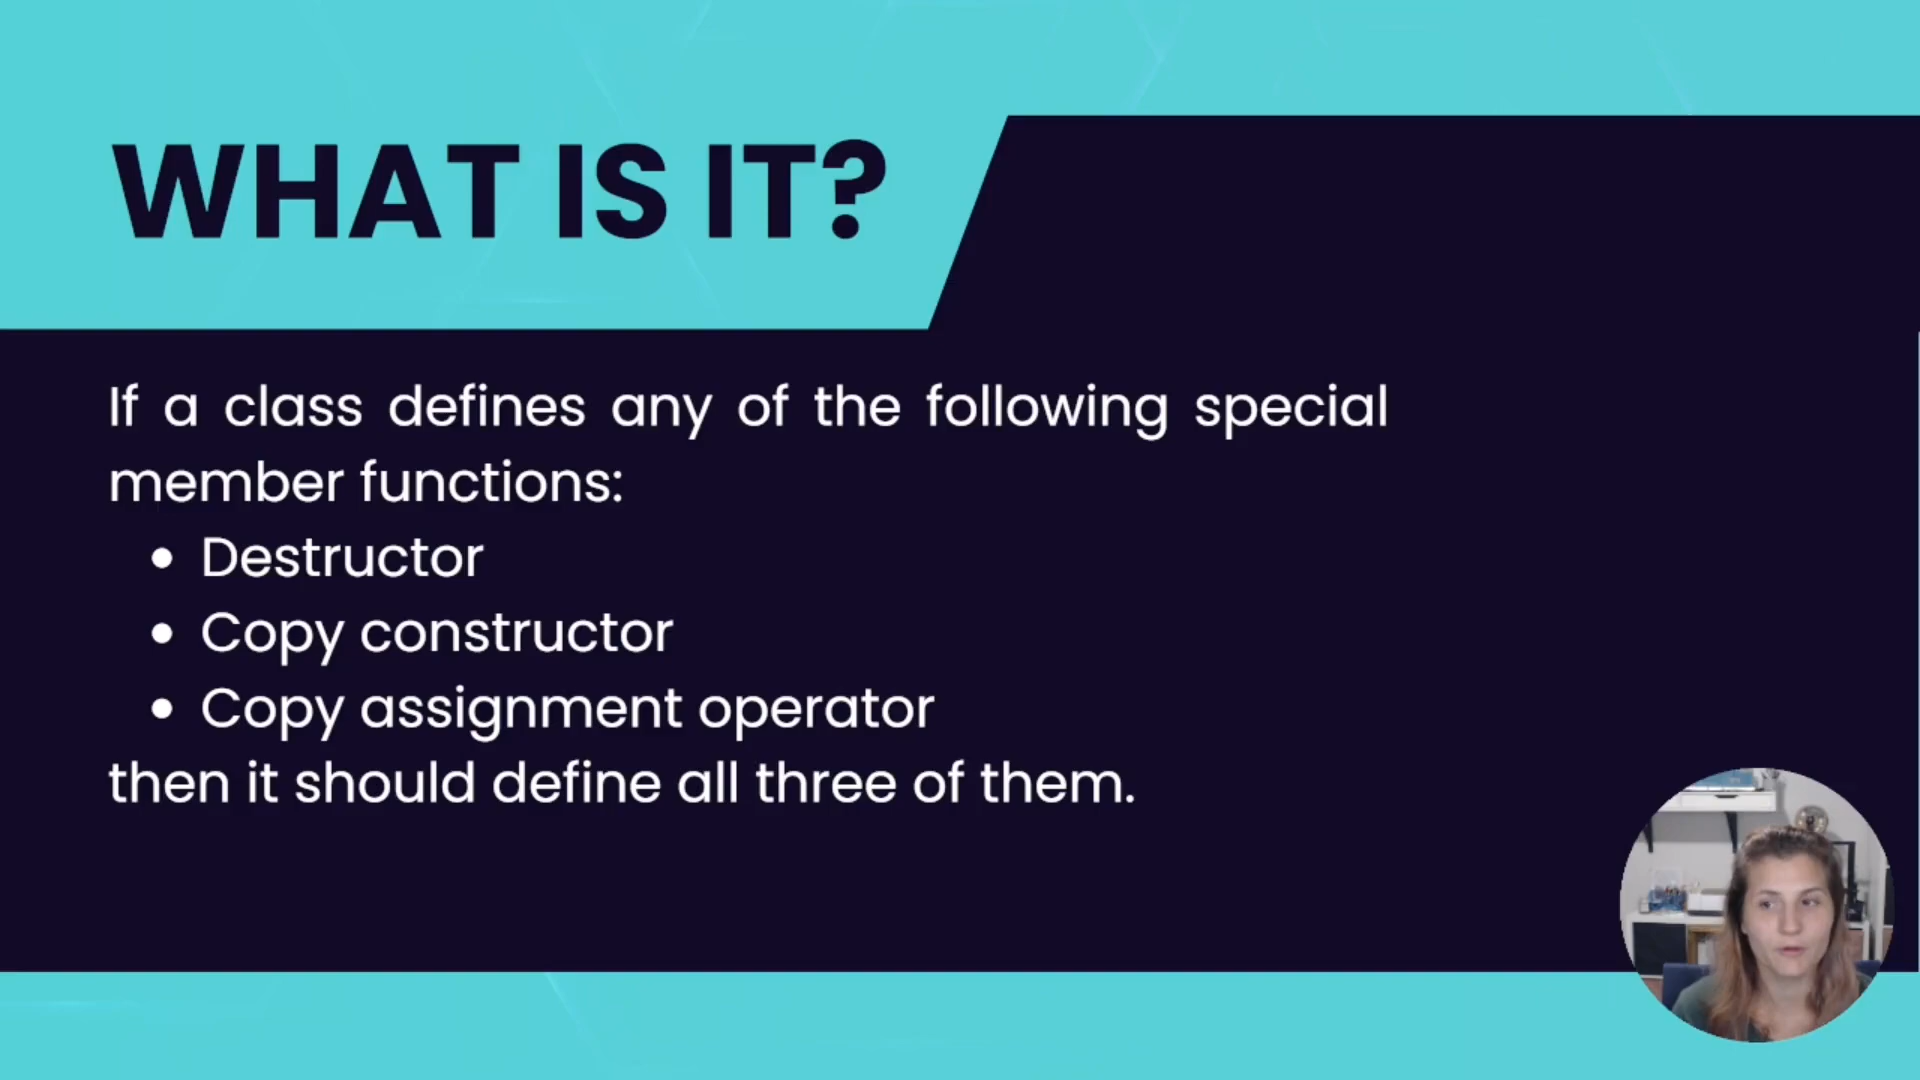 WHAT IS IT?
If a class defines any of the following special
member functions:
• Destructor
• Copy constructor
• Copy assignment operator
then it should define all three of them.